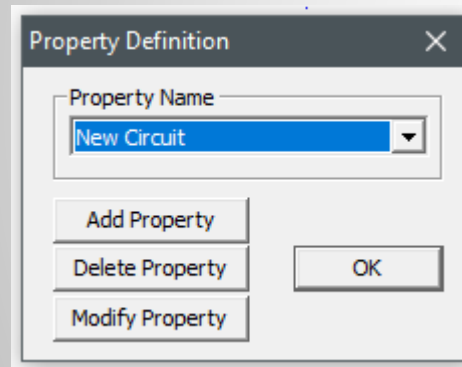 Property Definition
Property Name
New Circuit
Add Property
Delete Property
OK
Modify Property